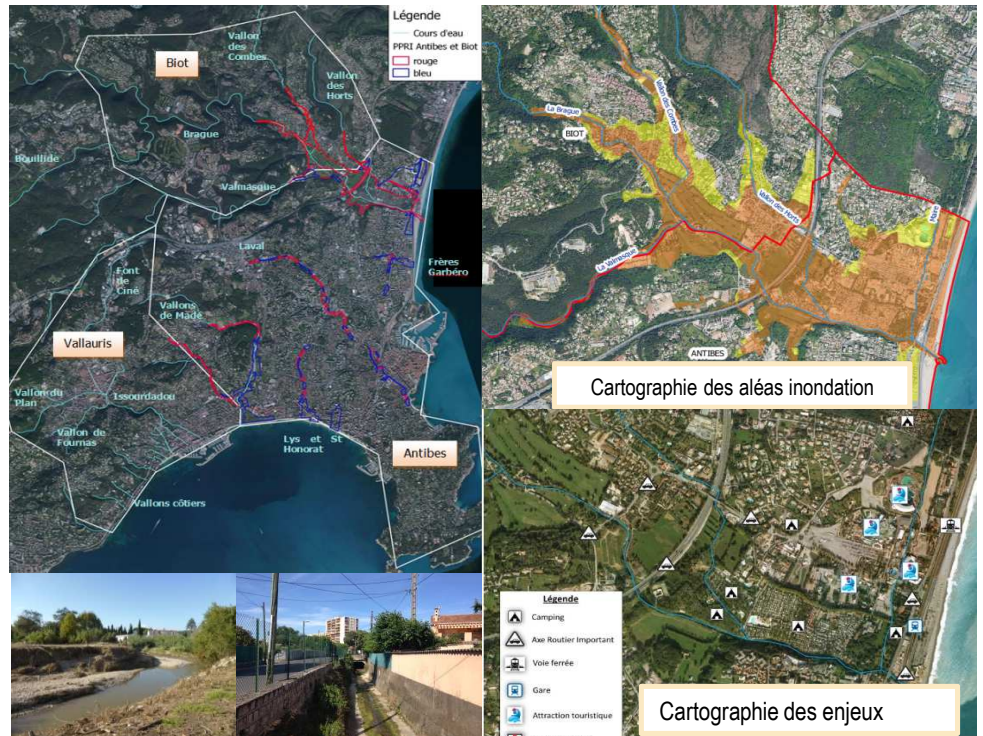 Légende
Cours d'eau
PPRI Antibes et Biot
rouge
bleu
Vallon
des
Combes
Biot
Vallon
des
Horts
Brague
Bouillide
Valmasque
Laval
Frères
Garbéro
Font
de
Ciné
Vallons
de Madé
Vallauris
Vallon du
Plan
Issourdadou
Vallon de
Fournas
Lys et St
Honorat
Antibes
Vallons côtiers
La Brague
Vallon des Combes
BIOT
Vallon des Horts
Maire
La Valmasque
ANTIBES
Cartographie des aléas inondation
Légende
Camping
Axe Routier Important
Voie ferrée
Gare
Attraction touristique
Cartographie des enjeux